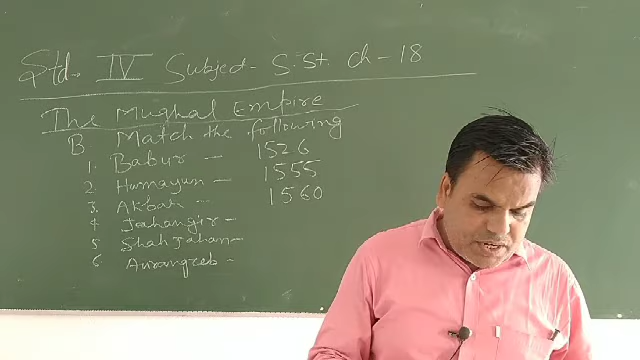 Std. IV Subject - S.St. Ch - 18
The Mughal Empire
B Match the following
1. Babur - 1526
2 Humayun - 1555
3. Akbar - 1560
4 Jahangir -
5 Shah Jahan -
6 Aurangzeb -